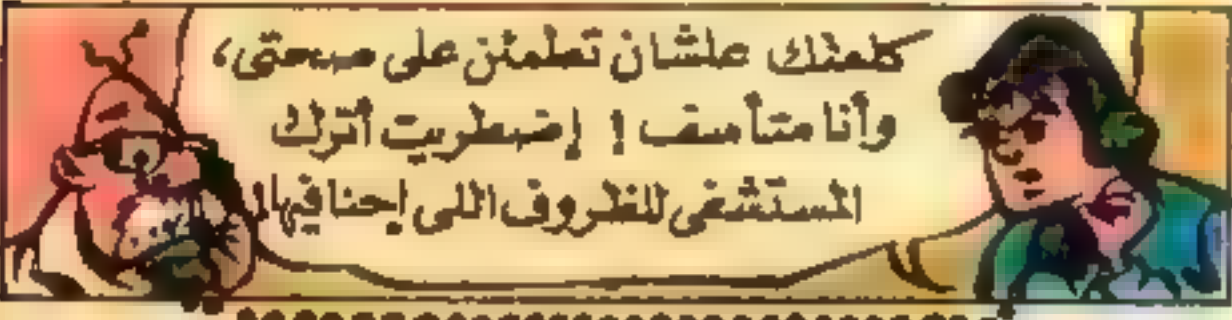 كلمتك علشان تطمئن على صحتى،
وأنا متأسف ! إضطريت أترك
المستشفى للظروف اللى إحنا فيها!